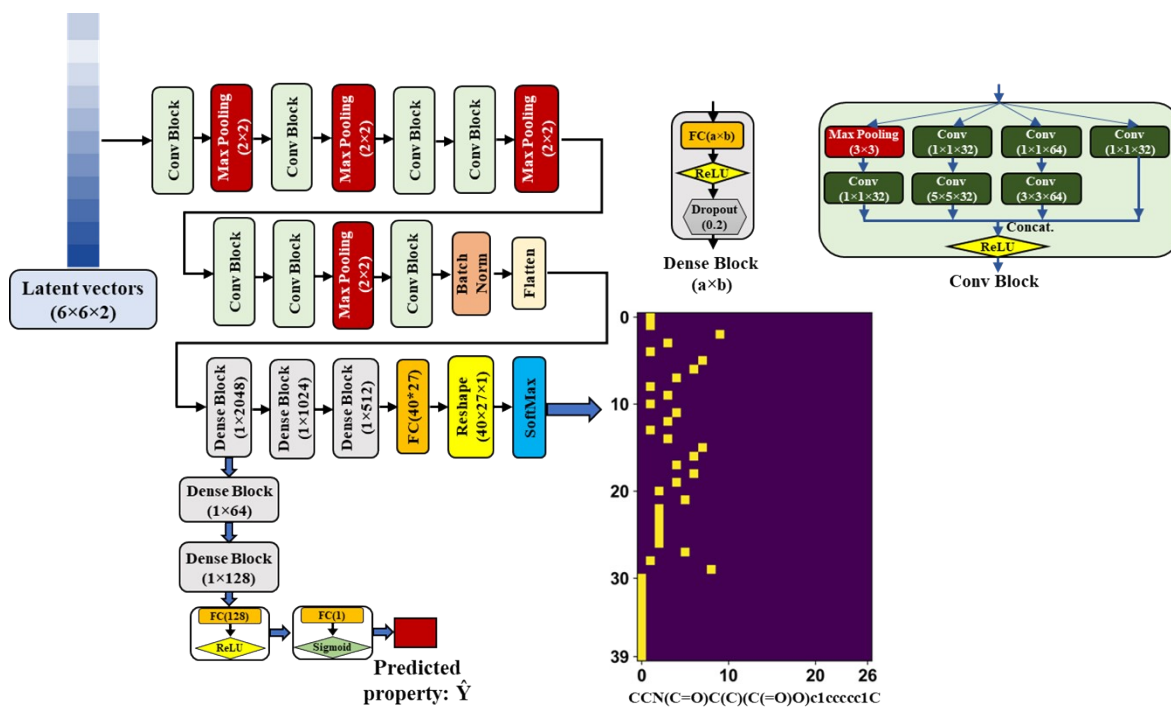 Latent vectors
(6×6×2)
Conv Block
Max Pooling
(2×2)
Conv Block
Max Pooling
(2×2)
Conv Block
Conv Block
Max Pooling
(2×2)
Conv Block
Conv Block
Max Pooling
(2×2)
Conv Block
Batch
Norm
Flatten
Dense Block
(1×2048)
Dense Block
(1×1024)
Dense Block
(1×512)
FC(40*27)
Reshape
(40×27×1)
SoftMax
Dense Block
(1×64)
Dense Block
(1×128)
FC(128)
ReLU
FC(1)
Sigmoid
Predicted
property: Ŷ
FC(a×b)
ReLU
Dropout
(0.2)
Dense Block
(a×b)
Max Pooling
(3×3)
Conv
(1×1×32)
Conv
(1×1×64)
Conv
(1×1×32)
Conv
(1×1×32)
Conv
(5×5×32)
Conv
(3×3×64)
Concat.
ReLU
Conv Block
0
10
20
30
39
0
10
20
26
CCN(C=O)C(C)(C(=O)O)c1ccccc1C